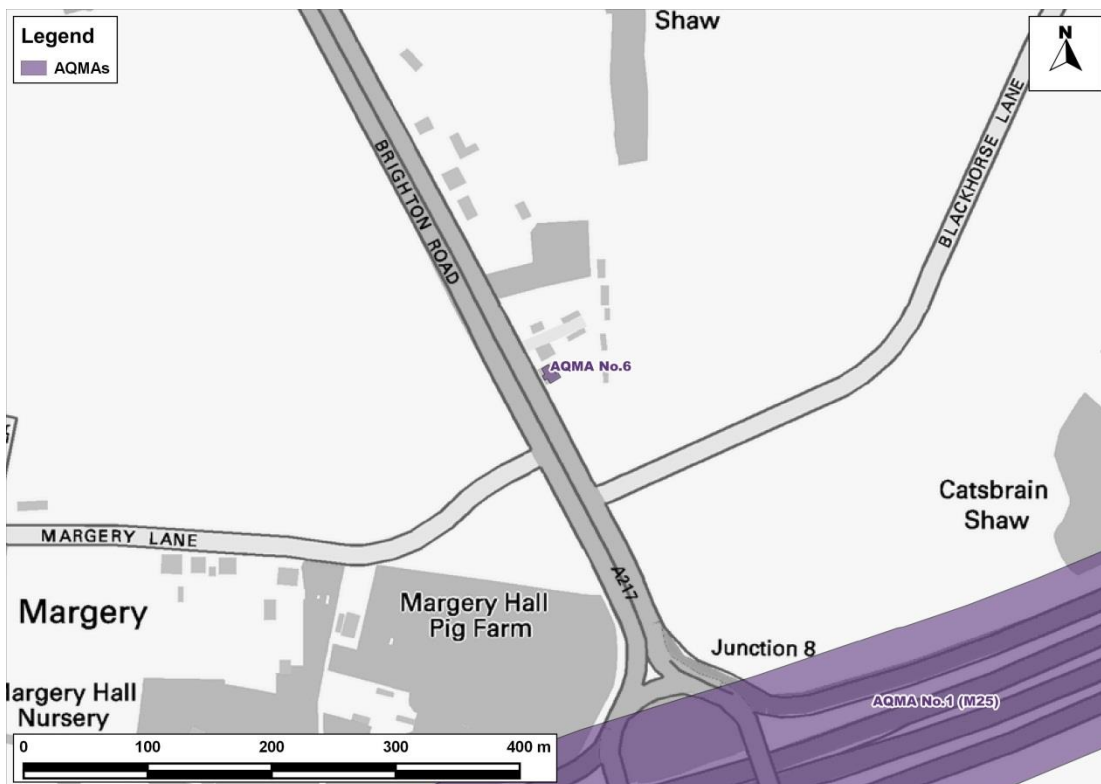 Legend
AQMAs
Shaw
N
BRIGHTON ROAD
BLACKHORSE LANE
AQMA No.6
Catsbrain
Shaw
MARGERY LANE
A217
Margery
Margery Hall
Pig Farm
Junction 8
Margery Hall
Nursery
AQMA No.1 (M25)
0 100 200 300 400 m